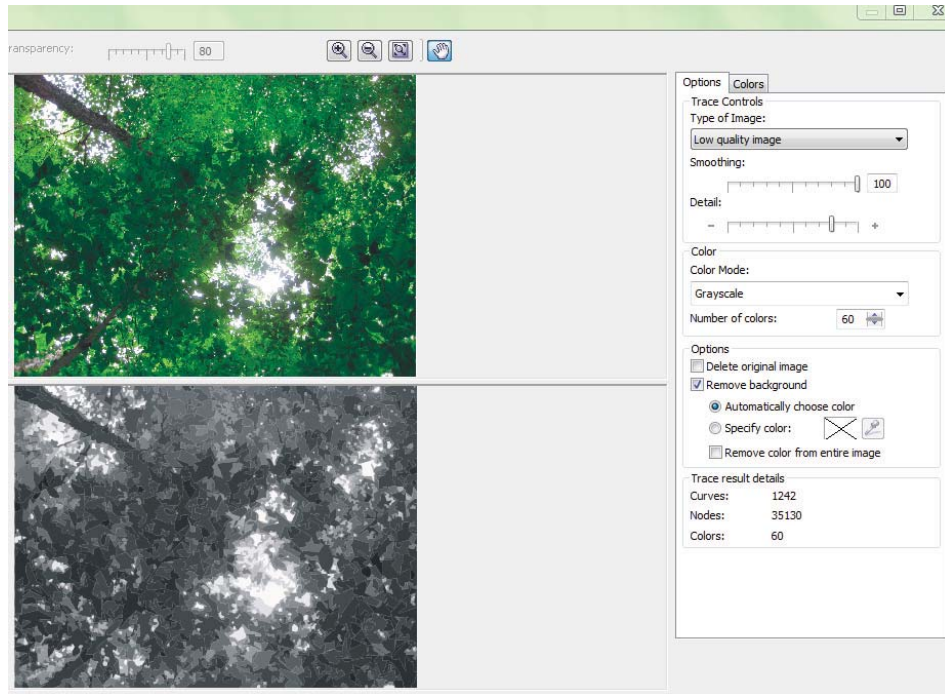 ransparency:
80
Options Colors
Trace Controls
Type of Image:
Low quality image
Smoothing:
100
Detail:
- +
Color
Color Mode:
Grayscale
Number of colors: 60
Options
Delete original image
Remove background
Automatically choose color
Specify color:
Remove color from entire image
Trace result details
Curves: 1242
Nodes: 35130
Colors: 60